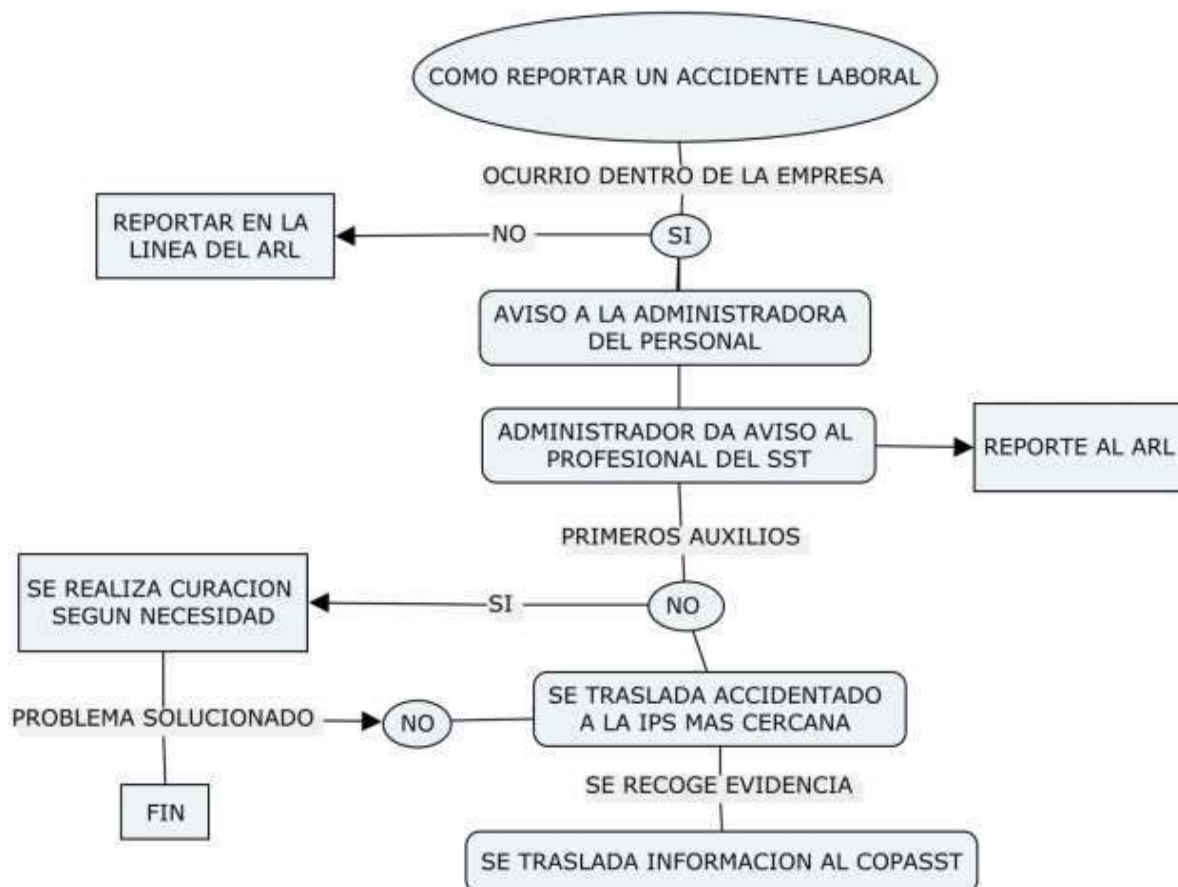 COMO REPORTAR UN ACCIDENTE LABORAL
OCURRIO DENTRO DE LA EMPRESA
REPORTAR EN LA
LINEA DEL ARL
NO
SI
AVISO A LA ADMINISTRADORA
DEL PERSONAL
ADMINISTRADOR DA AVISO AL
PROFESIONAL DEL SST
REPORTE AL ARL
PRIMEROS AUXILIOS
SE REALIZA CURACION
SEGUN NECESIDAD
SI
NO
SE TRASLADA ACCIDENTADO
A LA IPS MAS CERCANA
PROBLEMA SOLUCIONADO
NO
SE RECOGE EVIDENCIA
FIN
SE TRASLADA INFORMACION AL COPASST